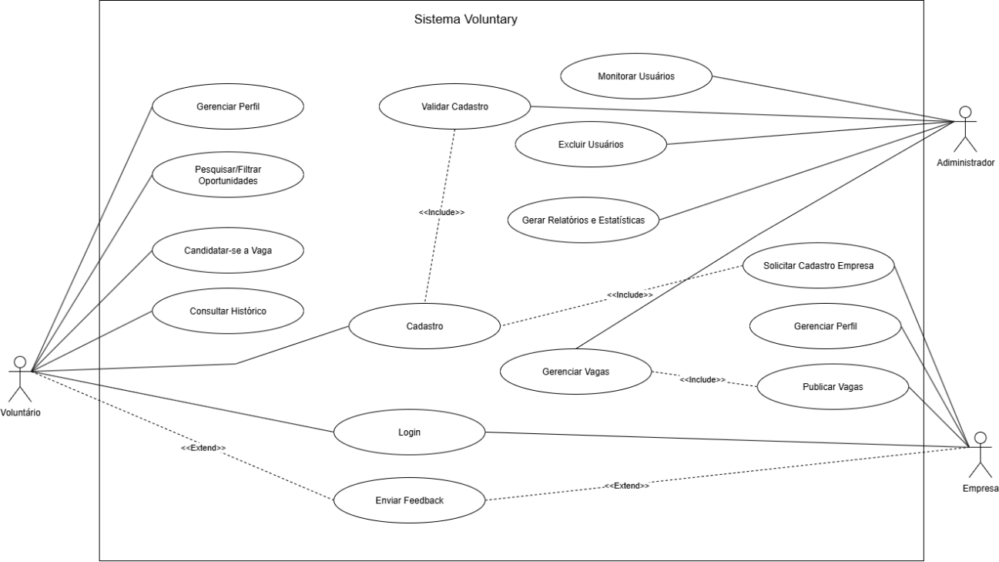 Sistema Voluntary
Monitorar Usuários
Gerenciar Perfil
Validar Cadastro
Excluir Usuários
Adiministrador
Pesquisar/Filtrar
Oportunidades
<<Include>>
Gerar Relatórios e Estatísticas
Candidatar-se a Vaga
Solicitar Cadastro Empresa
<<Include>>
Consultar Histórico
Cadastro
Gerenciar Perfil
Gerenciar Vagas
<<Include>>
Publicar Vagas
Voluntário
Login
<<Extend>>
<<Extend>>
Empresa
Enviar Feedback